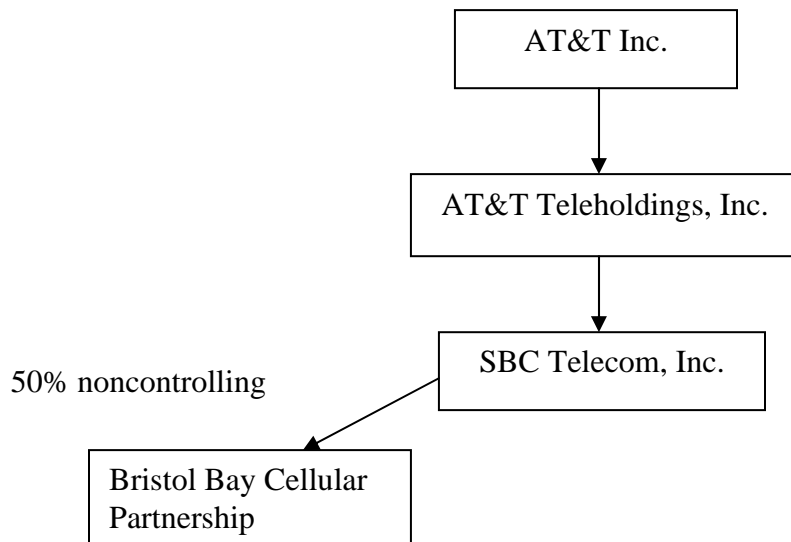 AT&T Inc.
AT&T Teleholdings, Inc.
SBC Telecom, Inc.
50% noncontrolling
Bristol Bay Cellular
Partnership